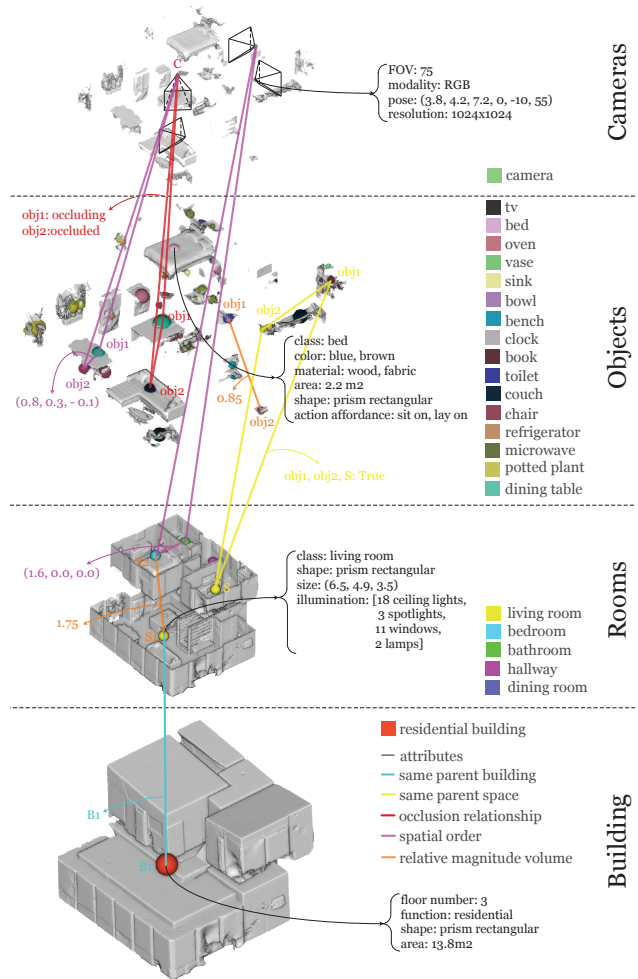 C
FOV: 75
modality: RGB
pose: (3.8, 4.2, 7.2, 0, -10, 55)
resolution: 1024x1024
Cameras
camera
obj1: occluding
obj2:occluded
tv
bed
oven
vase
sink
bowl
bench
clock
book
toilet
couch
chair
refrigerator
microwave
potted plant
dining table
Objects
obj1
obj1
obj2
obj1
obj1
obj2
obj2
obj2
(0.8, 0.3, - 0.1)
0.85
class: bed
color: blue, brown
material: wood, fabric
area: 2.2 m2
shape: prism rectangular
action affordance: sit on, lay on
obj1, obj2, S: True
(1.6, 0.0, 0.0)
S
1.75
class: living room
shape: prism rectangular
size: (6.5, 4.9, 3.5)
illumination: [18 ceiling lights,
3 spotlights,
11 windows,
2 lamps]
living room
bedroom
bathroom
hallway
dining room
Rooms
residential building
attributes
same parent building
same parent space
occlusion relationship
spatial order
relative magnitude volume
B1
B1
floor number: 3
function: residential
shape: prism rectangular
area: 13.8m2
Building